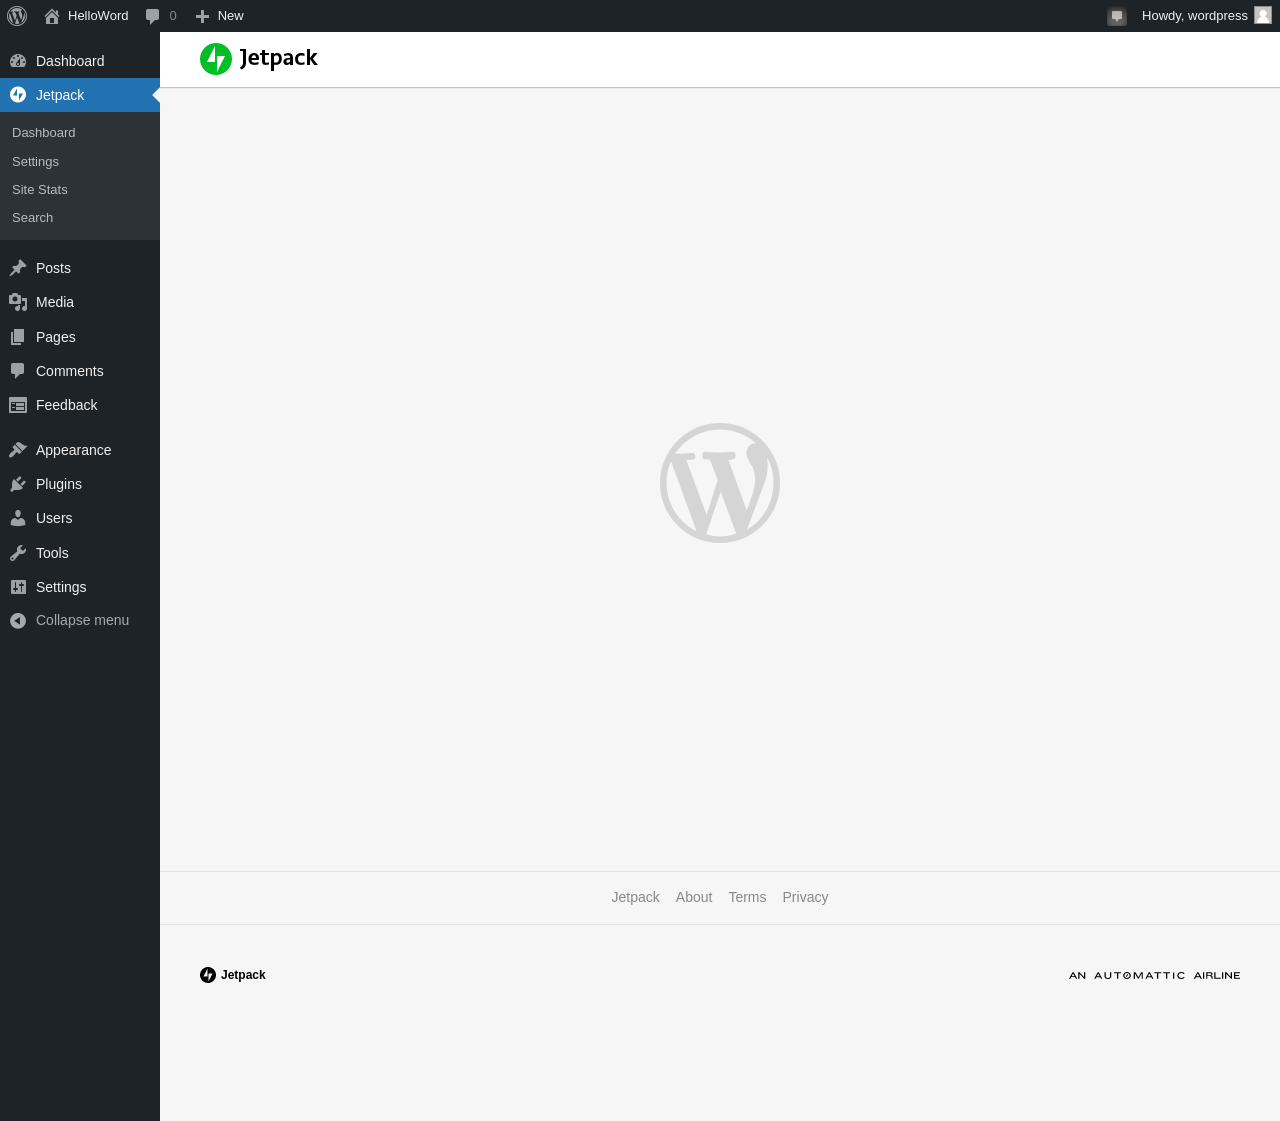 HelloWord
0
New
Howdy, wordpress
Dashboard
Jetpack
Dashboard
Settings
Site Stats
Search
Posts
Media
Pages
Comments
Feedback
Appearance
Plugins
Users
Tools
Settings
Collapse menu
Jetpack
Jetpack About Terms Privacy
Jetpack
AN AUTOMATTIC AIRLINE